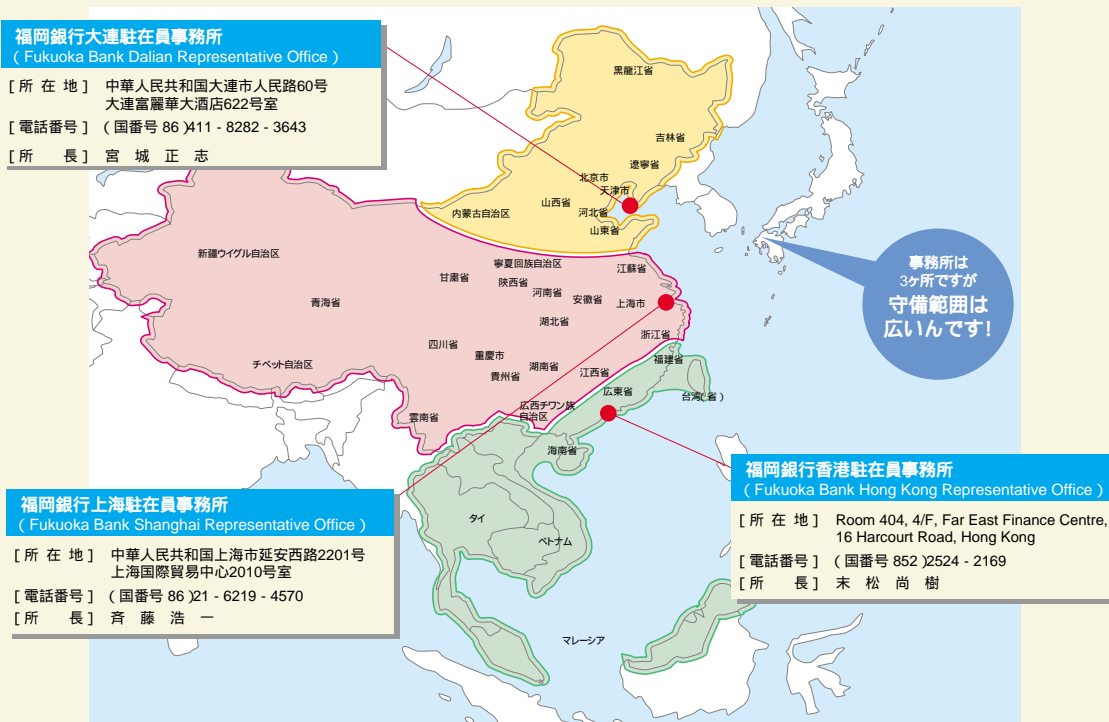 福岡銀行大連駐在員事務所
( Fukuoka Bank Dalian Representative Office )
[ 所 在 地 ] 中華人民共和国大連市人民路60号
大連富麗華大酒店622号室
[ 電話番号 ] ( 国番号 86 )411 - 8282 - 3643
[ 所 長 ] 宮 城 正 志
黒龍江省
吉林省
遼寧省
北京市
天津市
山西省
河北省
内蒙古自治区
山東省
新疆ウイグル自治区
寧夏回族自治区
江蘇省
甘粛省
陝西省
河南省
安徽省
上海市
青海省
湖北省
浙江省
四川省
重慶市
福建省
チベット自治区
湖南省
貴州省
江西省
広東省
台湾(省)
広西チワン族
自治区
雲南省
海南省
タイ
ベトナム
マレーシア
事務所は
3ヶ所ですが
守備範囲は
広いんです!
福岡銀行上海駐在員事務所
( Fukuoka Bank Shanghai Representative Office )
[ 所 在 地 ] 中華人民共和国上海市延安西路2201号
上海国際貿易中心2010号室
[ 電話番号 ] ( 国番号 86 )21 - 6219 - 4570
[ 所 長 ] 斉 藤 浩 一
福岡銀行香港駐在員事務所
( Fukuoka Bank Hong Kong Representative Office )
[ 所 在 地 ] Room 404, 4/F, Far East Finance Centre,
16 Harcourt Road, Hong Kong
[ 電話番号 ] ( 国番号 852 )2524 - 2169
[ 所 長 ] 末 松 尚 樹